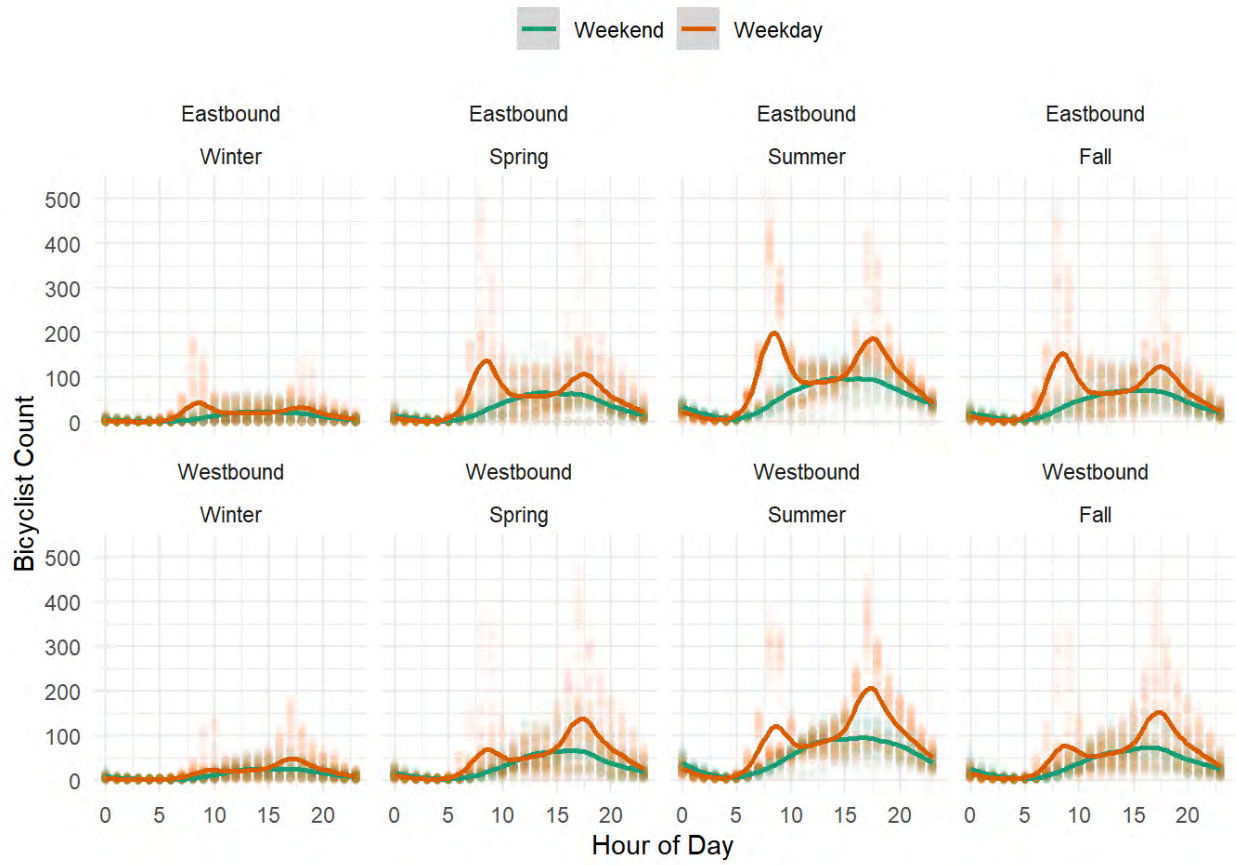 Weekend Weekday
Eastbound Eastbound Eastbound Eastbound
Winter Spring Summer Fall
500
400
300
200
100
0
Bicyclist Count
Westbound Westbound Westbound Westbound
Winter Spring Summer Fall
500
400
300
200
100
0
0 5 10 15 20 0 5 10 15 20 0 5 10 15 20 0 5 10 15 20
Hour of Day